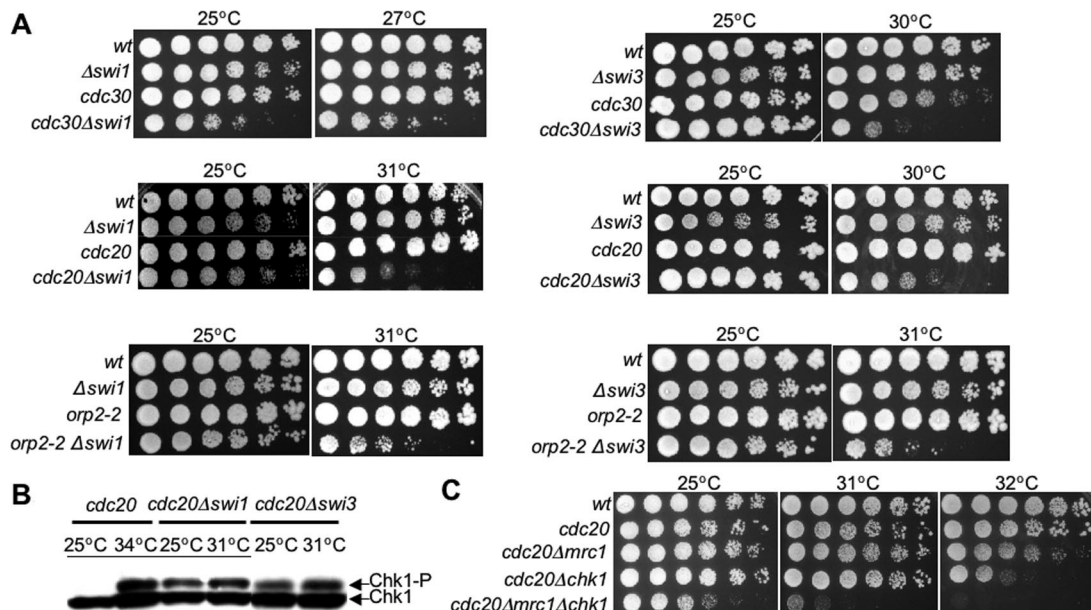 A
25°C 27°C
wt
Δswi1
cdc30
cdc30Δswi1
25°C 30°C
wt
Δswi3
cdc30
cdc30Δswi3
25°C 31°C
wt
Δswi1
cdc20
cdc20Δswi1
25°C 30°C
wt
Δswi3
cdc20
cdc20Δswi3
25°C 31°C
wt
Δswi1
orp2-2
orp2-2 Δswi1
25°C 31°C
wt
Δswi3
orp2-2
orp2-2 Δswi3
B
cdc20 cdc20Δswi1 cdc20Δswi3
25°C 34°C 25°C 31°C 25°C 31°C
Chk1-P
Chk1
C
25°C 31°C 32°C
wt
cdc20
cdc20Δmrc1
cdc20Δchk1
cdc20Δmrc1Δchk1